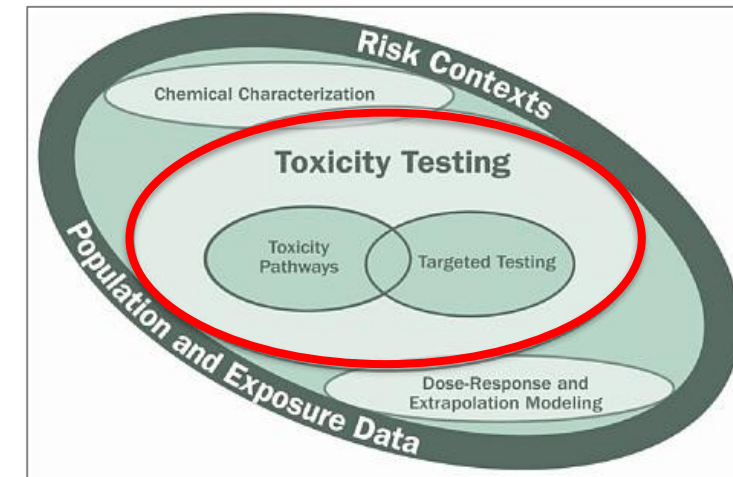 Risk Contexts
Chemical Characterization
Toxicity Testing
Toxicity
Pathways
Targeted Testing
Dose-Response and
Extrapolation Modeling
Population and Exposure Data